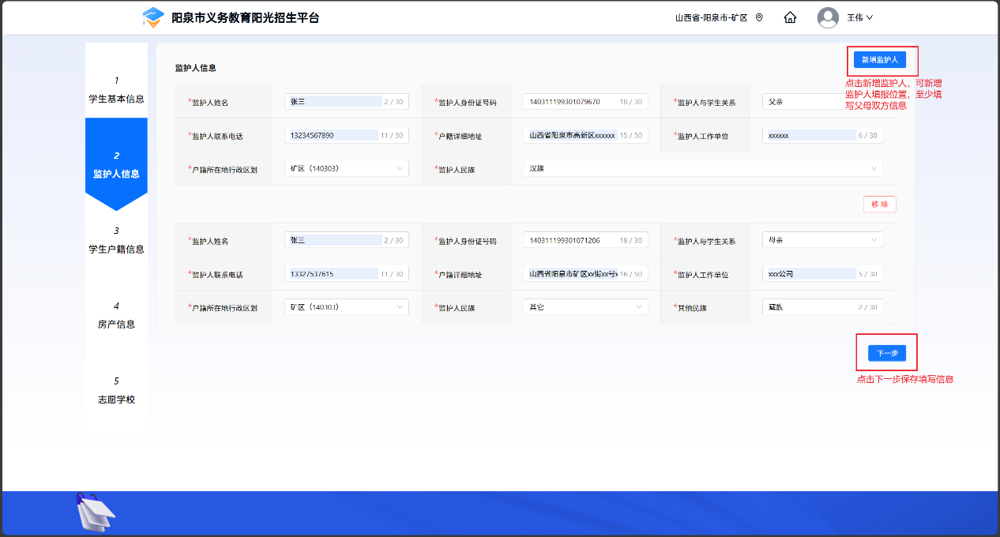 阳泉市义务教育阳光招生平台
山西省-阳泉市-矿区
王伟
1
学生基本信息
2
监护人信息
3
学生户籍信息
4
房产信息
5
志愿学校
监护人信息
新增监护人
点击新增监护人，可新增
监护人填报位置，至少填
写父母双方信息
*监护人姓名 张三 2 / 30 *监护人身份证号码 140311199301079670 18 / 30 *监护人与学生关系 父亲
*监护人联系电话 13234567890 11 / 30 *户籍详细地址 山西省阳泉市高新区xxxxxx 15 / 50 *监护人工作单位 xxxxxx 6 / 30
*户籍所在地行政区划 矿区（140303） *监护人民族 汉族
移 除
*监护人姓名 张三 2 / 30 *监护人身份证号码 140311199301071206 18 / 30 *监护人与学生关系 母亲
*监护人联系电话 13327537615 11 / 30 *户籍详细地址 山西省阳泉市矿区xx街xx号x 16 / 50 *监护人工作单位 xxx公司 5 / 30
*户籍所在地行政区划 矿区（140303） *监护人民族 其它 *其他民族 藏族 2 / 30
下一步
点击下一步保存填写信息